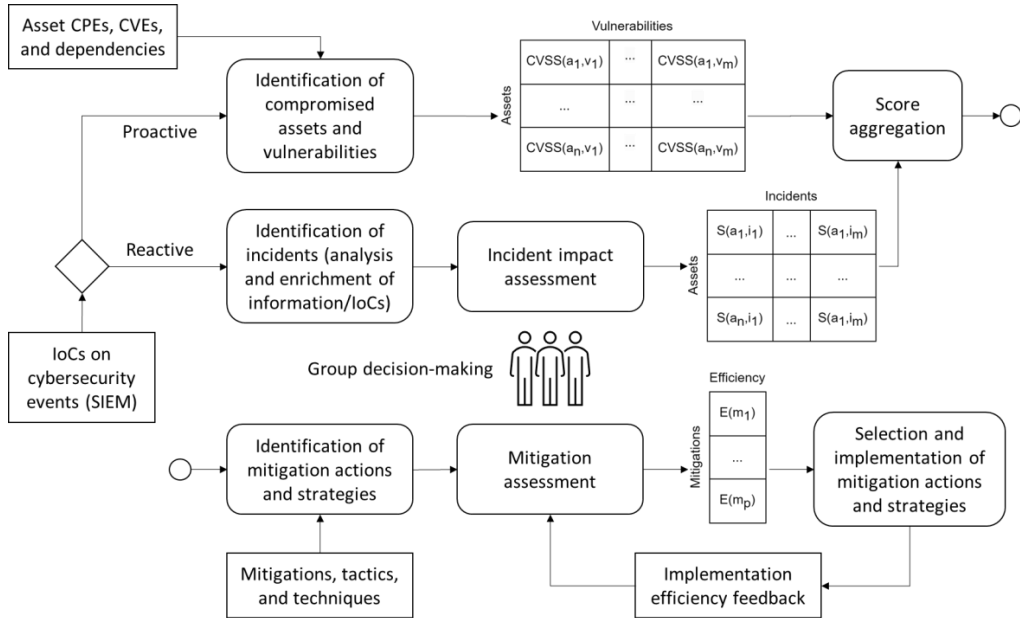 Asset CPEs, CVEs,
and dependencies
Proactive
Identification of
compromised
assets and
vulnerabilities
Vulnerabilities
Assets
CVSS(a1,v1) ... CVSS(a1,vm)
... ... ...
CVSS(an,v1) ... CVSS(an,vm)
Score
aggregation
Reactive
Identification of
incidents (analysis
and enrichment of
information/IoCs)
Incident impact
assessment
Incidents
Assets
S(a1,i1) ... S(a1,im)
... ... ...
S(an,i1) ... S(a1,im)
IoCs on
cybersecurity
events (SIEM)
Group decision-making
Identification of
mitigation actions
and strategies
Mitigation
assessment
Efficiency
Mitigations
E(m1)
...
E(mp)
Selection and
implementation of
mitigation actions
and strategies
Mitigations, tactics,
and techniques
Implementation
efficiency feedback